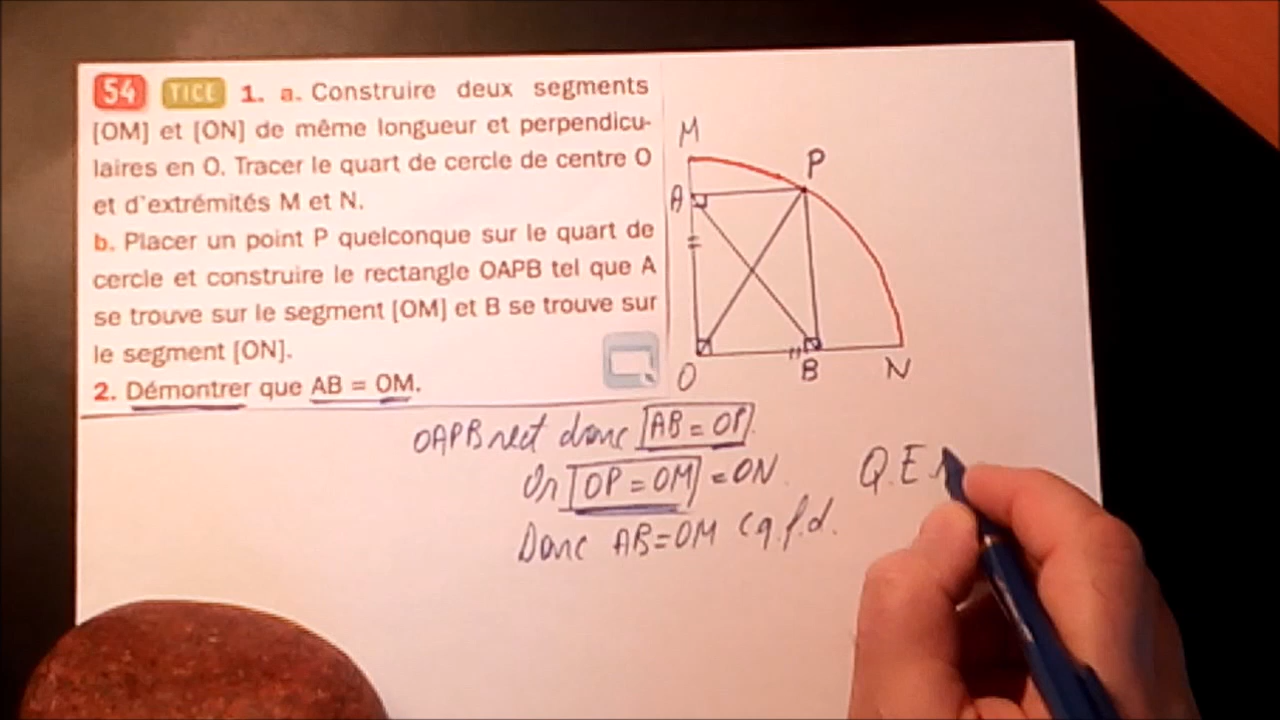 54 TICE 1. a. Construire deux segments
[OM] et [ON] de même longueur et perpendicu-
laires en O. Tracer le quart de cercle de centre O
et d'extrémités M et N.
b. Placer un point P quelconque sur le quart de
cercle et construire le rectangle OAPB tel que A
se trouve sur le segment [OM] et B se trouve sur
le segment [ON].
2. Démontrer que AB = OM.
M
P
A
O
B
N
OAPB rect donc AB = OP.
Or OP = OM = ON
Donc AB = OM cqfd.
Q.E